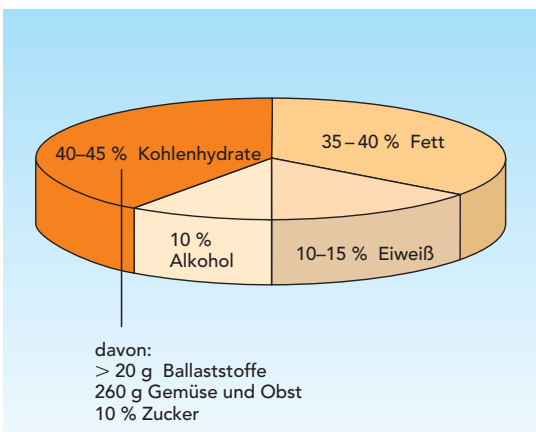 40–45 % Kohlenhydrate
35–40 % Fett
10 %
Alkohol
10–15 % Eiweiß
davon:
> 20 g Ballaststoffe
260 g Gemüse und Obst
10 % Zucker